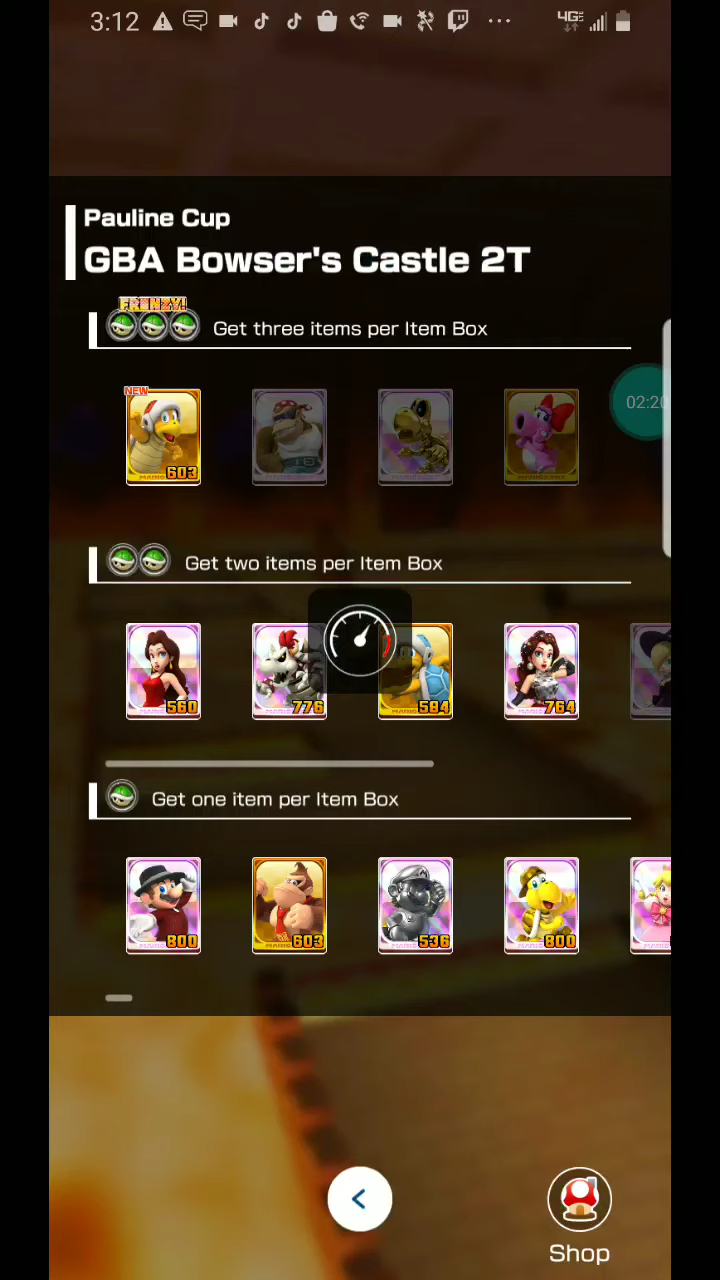 3:12
4GE
Pauline Cup
GBA Bowser's Castle 2T
FRENZY!
Get three items per Item Box
NEW
603
02:20
Get two items per Item Box
560
776
594
764
Get one item per Item Box
800
603
536
800
Shop